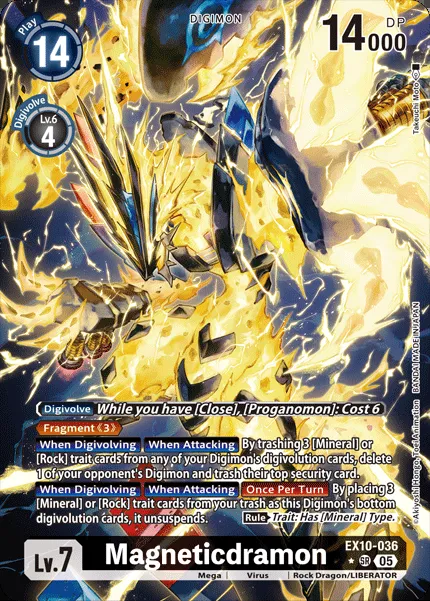 DIGIMON
Play
14
DP
14000
Digivolve
Lv.6
4
Takeuchi Moto
Digivolve While you have [Close], [Proganomon]: Cost 6
Fragment《3》
When Digivolving When Attacking By trashing 3 [Mineral] or
[Rock] trait cards from any of your Digimon's digivolution cards, delete
1 of your opponent's Digimon and trash their top security card.
When Digivolving When Attacking Once Per Turn By placing 3
[Mineral] or [Rock] trait cards from your trash as this Digimon's bottom
digivolution cards, it unsuspends. Rule Trait: Has [Mineral] Type.
©Akiyoshi Hongo, Toei Animation BANDAI MADE IN JAPAN
Lv.7
Magneticdramon
EX10-036
SR 05
Mega Virus Rock Dragon/LIBERATOR